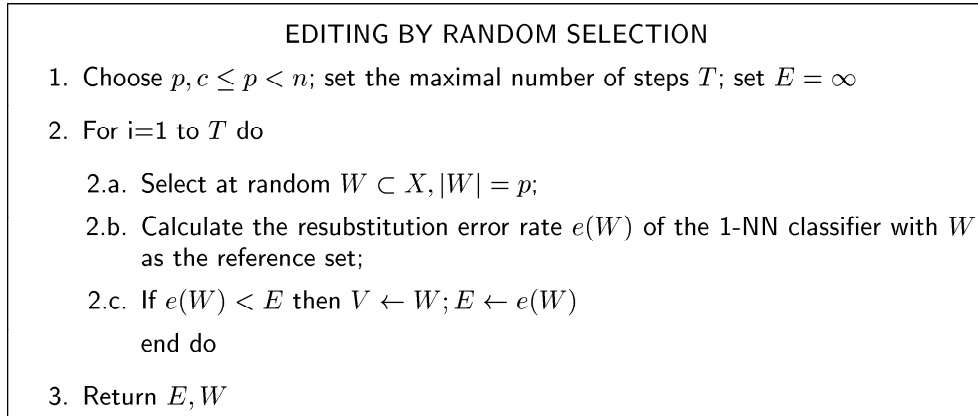 EDITING BY RANDOM SELECTION
1. Choose p, c ≤ p < n; set the maximal number of steps T; set E = ∞
2. For i=1 to T do
2.a. Select at random W ⊂ X, |W| = p;
2.b. Calculate the resubstitution error rate e(W) of the 1-NN classifier with W
as the reference set;
2.c. If e(W) < E then V ← W; E ← e(W)
end do
3. Return E, W